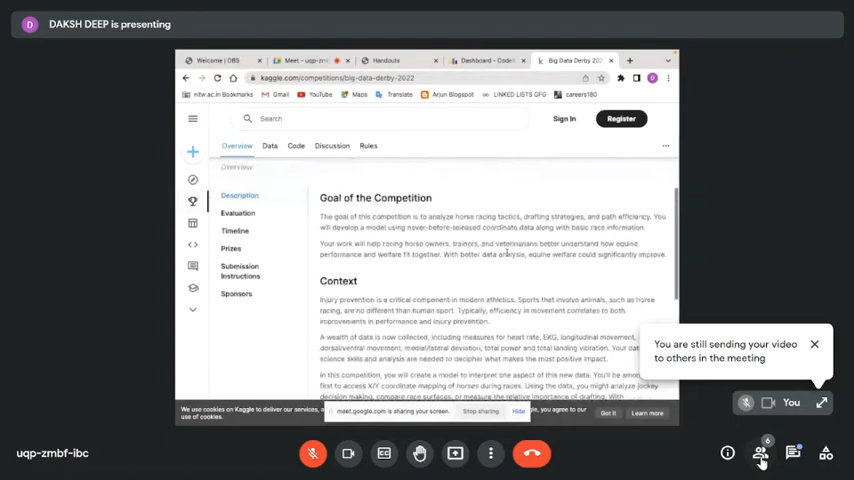 D DAKSH DEEP is presenting
Welcome | OBS
Meet - uqp-zmb
Handouts
Dashboard - Codef
Big Data Derby 202
kaggle.com/competitions/big-data-derby-2022
D
nitw.ac.in Bookmarks Gmail YouTube Maps Translate Arjun Blogspot LINKED LISTS GFG careers180
Search
Sign In
Register
Overview Data Code Discussion Rules
Overview
Description
Evaluation
Timeline
Prizes
Submission
Instructions
Sponsors
Goal of the Competition
The goal of this competition is to analyze horse racing tactics, drafting strategies, and path efficiency. You
will develop a model using never-before-released coordinate data along with basic race information.
Your work will help racing horse owners, trainers, and veterinarians better understand how equine
performance and welfare fit together. With better data analysis, equine welfare could significantly improve.
Context
Injury prevention is a critical component in modern athletics. Sports that involve animals, such as horse
racing, are no different than human sport. Typically, efficiency in movement correlates to both
improvements in performance and injury prevention.
A wealth of data is now collected, including measures for heart rate, EKG, longitudinal movement,
dorsal/ventral movement, medial/lateral deviation, total power and total landing vibration. Your data
science skills and analysis are needed to decipher what makes the most positive impact.
In this competition, you will create a model to interpret one aspect of this new data. You'll be among
first to access X/Y coordinate mapping of horses during races. Using the data, you might analyze jockey
decision making, compare race surfaces, or measure the relative importance of drafting. With
We use cookies on Kaggle to deliver our services,
use of cookies.
meet.google.com is sharing your screen.
Stop sharing
Hide
gle, you agree to our
Got it
Learn more
You are still sending your video
to others in the meeting
You
uqp-zmbf-ibc
CC
6